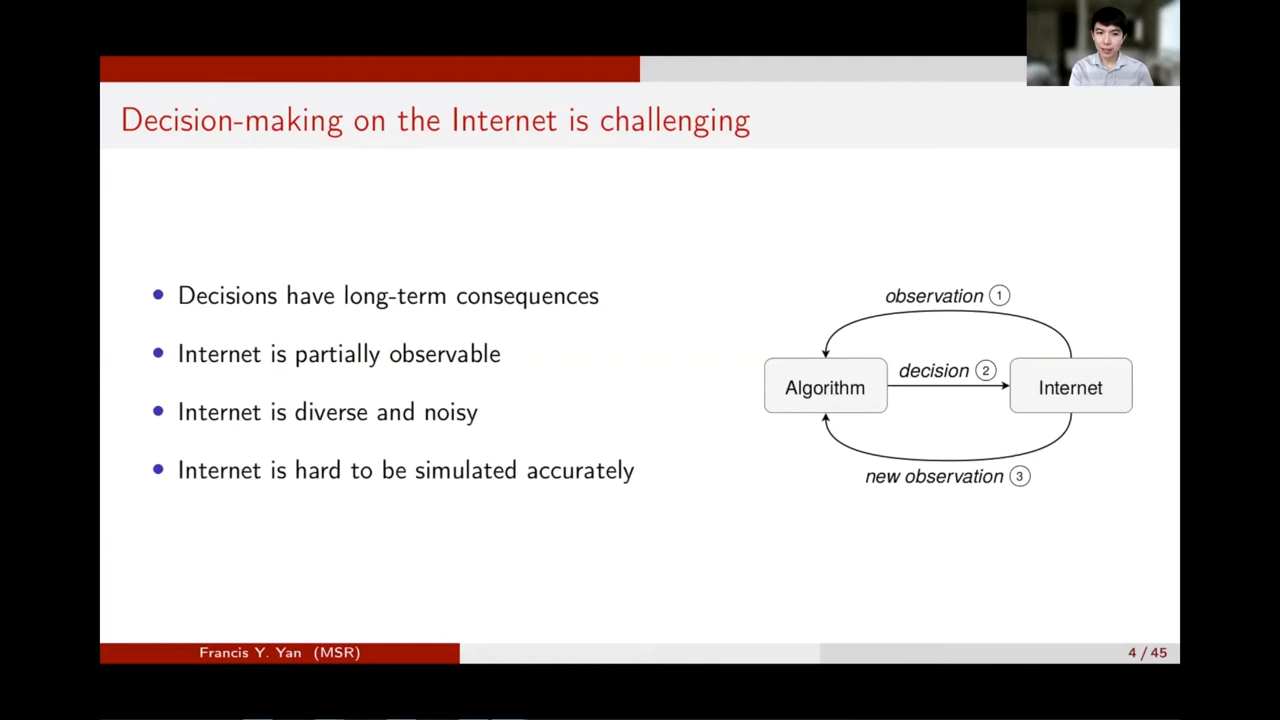 Decision-making on the Internet is challenging
• Decisions have long-term consequences
• Internet is partially observable
• Internet is diverse and noisy
• Internet is hard to be simulated accurately
observation ①
Algorithm
decision ②
Internet
new observation ③
Francis Y. Yan (MSR)
4 / 45